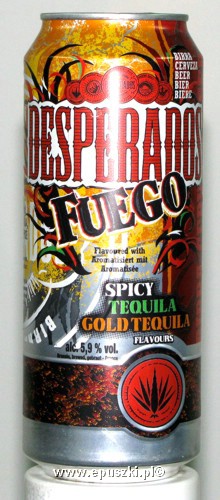 BIRRA
CERVEZA
BEER
BIER
BIÈRE
DESPERADOS
FUEGO
Flavoured with
Aromatisiert mit
Aromatisée
SPICY
TEQUILA
GOLD TEQUILA
FLAVOURS
alc. 5,9 % vol.
www.epuszki.pl®